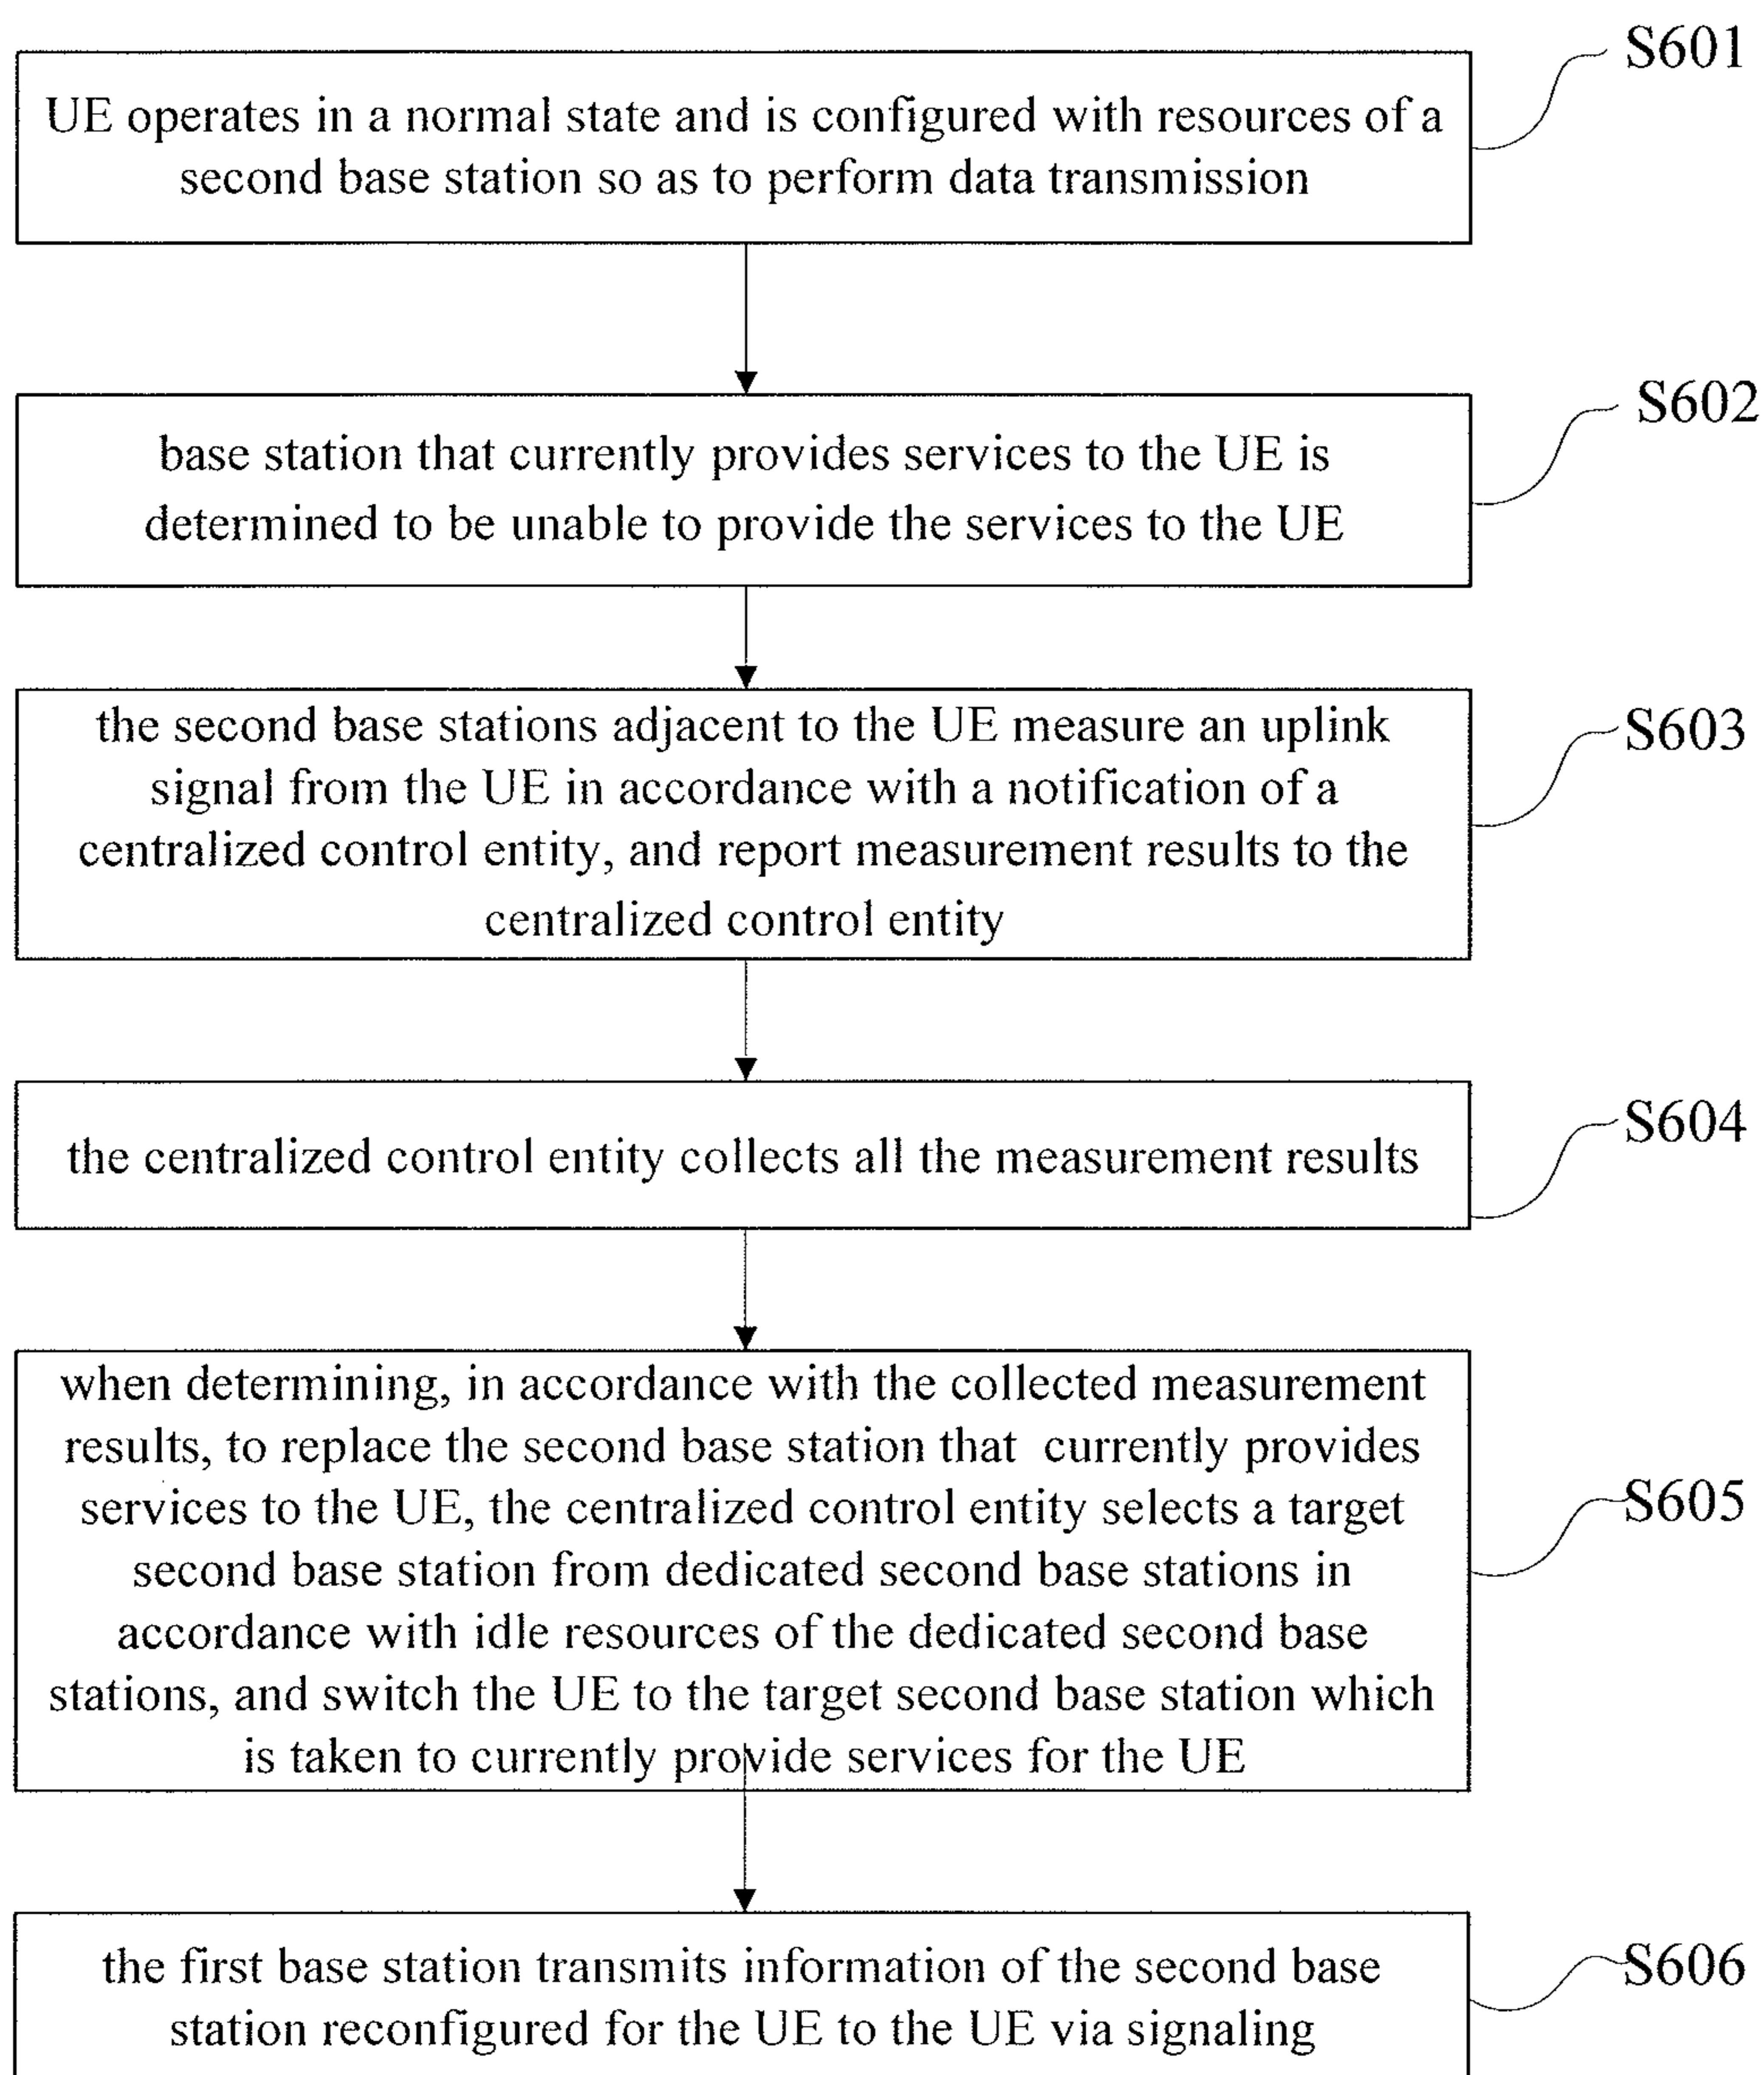 S601
UE operates in a normal state and is configured with resources of a
second base station so as to perform data transmission
S602
base station that currently provides services to the UE is
determined to be unable to provide the services to the UE
S603
the second base stations adjacent to the UE measure an uplink
signal from the UE in accordance with a notification of a
centralized control entity, and report measurement results to the
centralized control entity
S604
the centralized control entity collects all the measurement results
when determining, in accordance with the collected measurement
results, to replace the second base station that currently provides
services to the UE, the centralized control entity selects a target
S605
second base station from dedicated second base stations in
accordance with idle resources of the dedicated second base
stations, and switch the UE to the target second base station which
is taken to currently provide services for the UE
the first base station transmits information of the second base
S606
station reconfigured for the UE to the UE via signaling